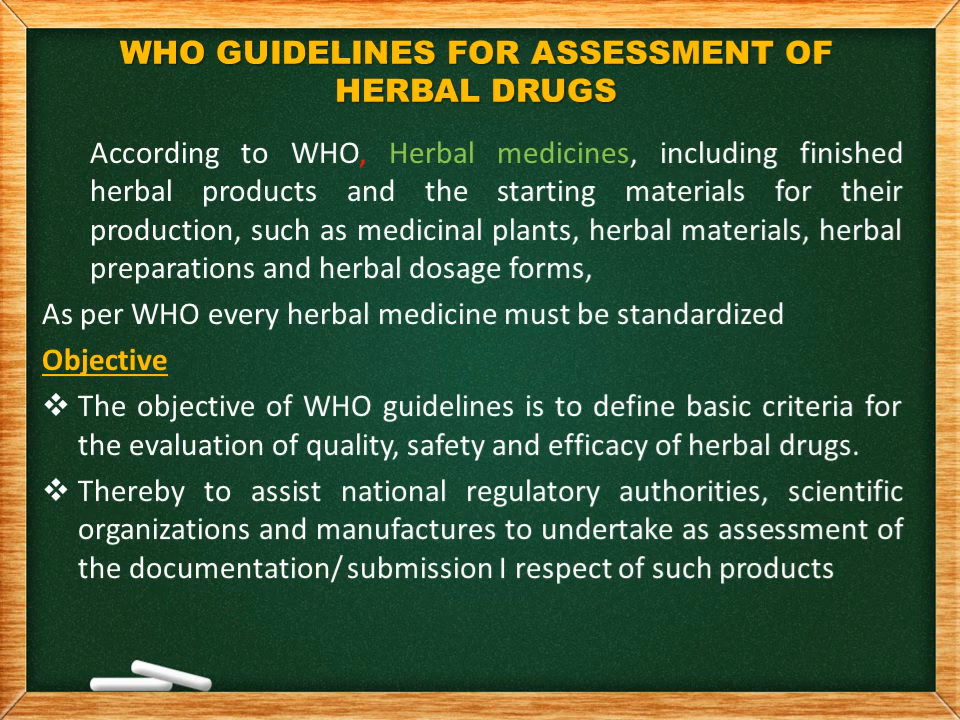 WHO GUIDELINES FOR ASSESSMENT OF
HERBAL DRUGS
According to WHO, Herbal medicines, including finished
herbal products and the starting materials for their
production, such as medicinal plants, herbal materials, herbal
preparations and herbal dosage forms,
As per WHO every herbal medicine must be standardized
Objective
❖ The objective of WHO guidelines is to define basic criteria for
the evaluation of quality, safety and efficacy of herbal drugs.
❖ Thereby to assist national regulatory authorities, scientific
organizations and manufactures to undertake as assessment of
the documentation/ submission I respect of such products